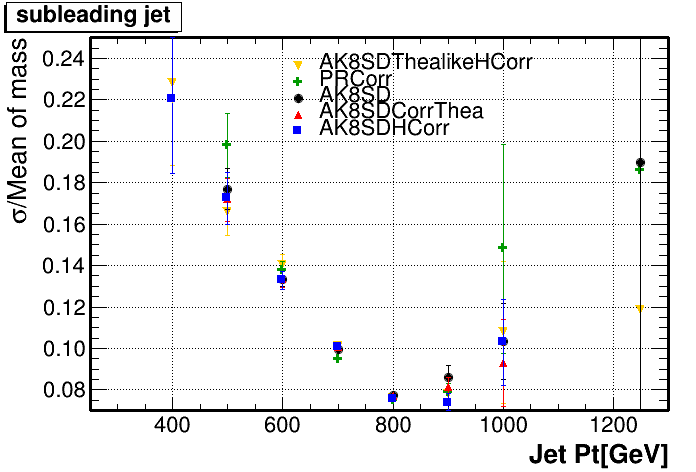 subleading jet
σ/Mean of mass
0.24
0.22
0.20
0.18
0.16
0.14
0.12
0.10
0.08
AK8SDThealikeHCorr
PRCorr
AK8SD
AK8SDCorrThea
AK8SDHCorr
400
600
800
1000
1200
Jet Pt[GeV]